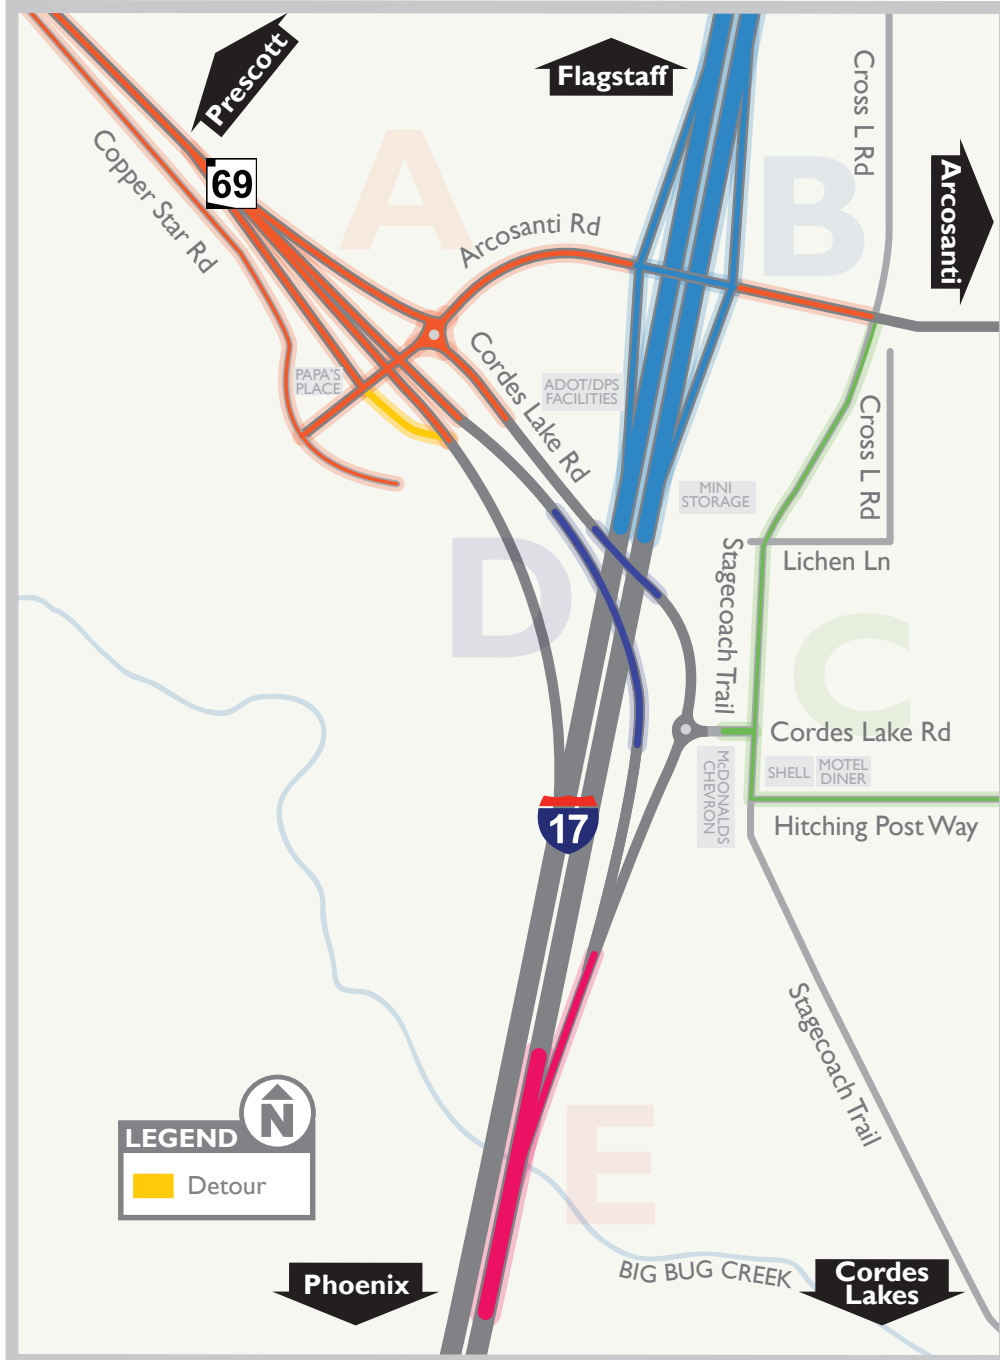 Prescott
Flagstaff
Cross L Rd
Arcosanti
69
A
B
Copper Star Rd
Arcosanti Rd
PAPA'S
PLACE
Cordes Lake Rd
ADOT/DPS
FACILITIES
Cross L Rd
MINI
STORAGE
Lichen Ln
Stagecoach Trail
D
C
Cordes Lake Rd
McDONALDS
CHEVRON
SHELL
MOTEL
DINER
Hitching Post Way
17
Stagecoach Trail
N
LEGEND
Detour
E
BIG BUG CREEK
Phoenix
Cordes
Lakes